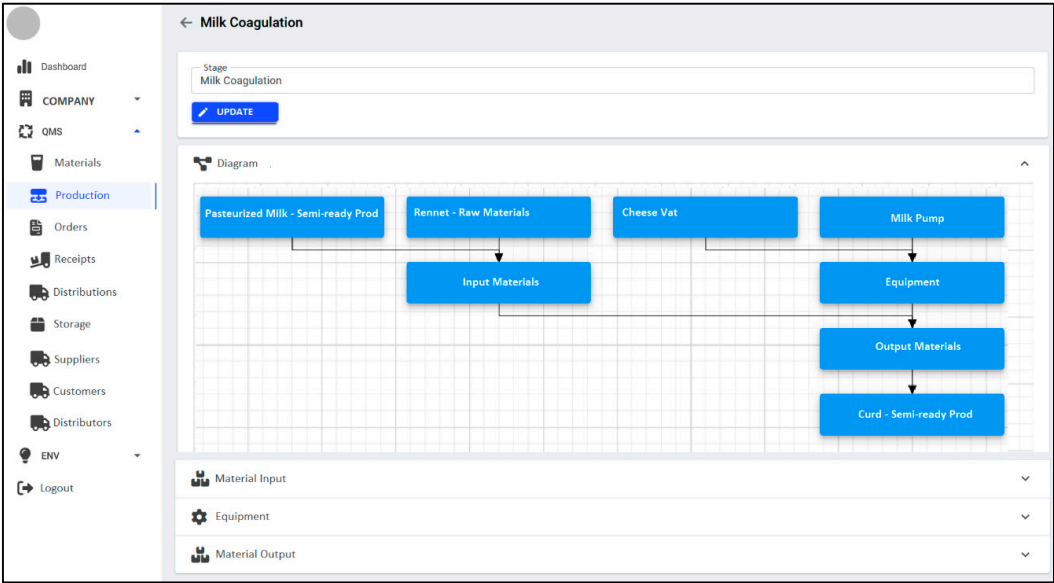 Milk Coagulation
Dashboard
COMPANY
QMS
Materials
Production
Orders
Receipts
Distributions
Storage
Suppliers
Customers
Distributors
ENV
Logout
Stage
Milk Coagulation
UPDATE
Diagram
Pasteurized Milk - Semi-ready Prod
Rennet - Raw Materials
Cheese Vat
Milk Pump
Input Materials
Equipment
Output Materials
Curd - Semi-ready Prod
Material Input
Equipment
Material Output